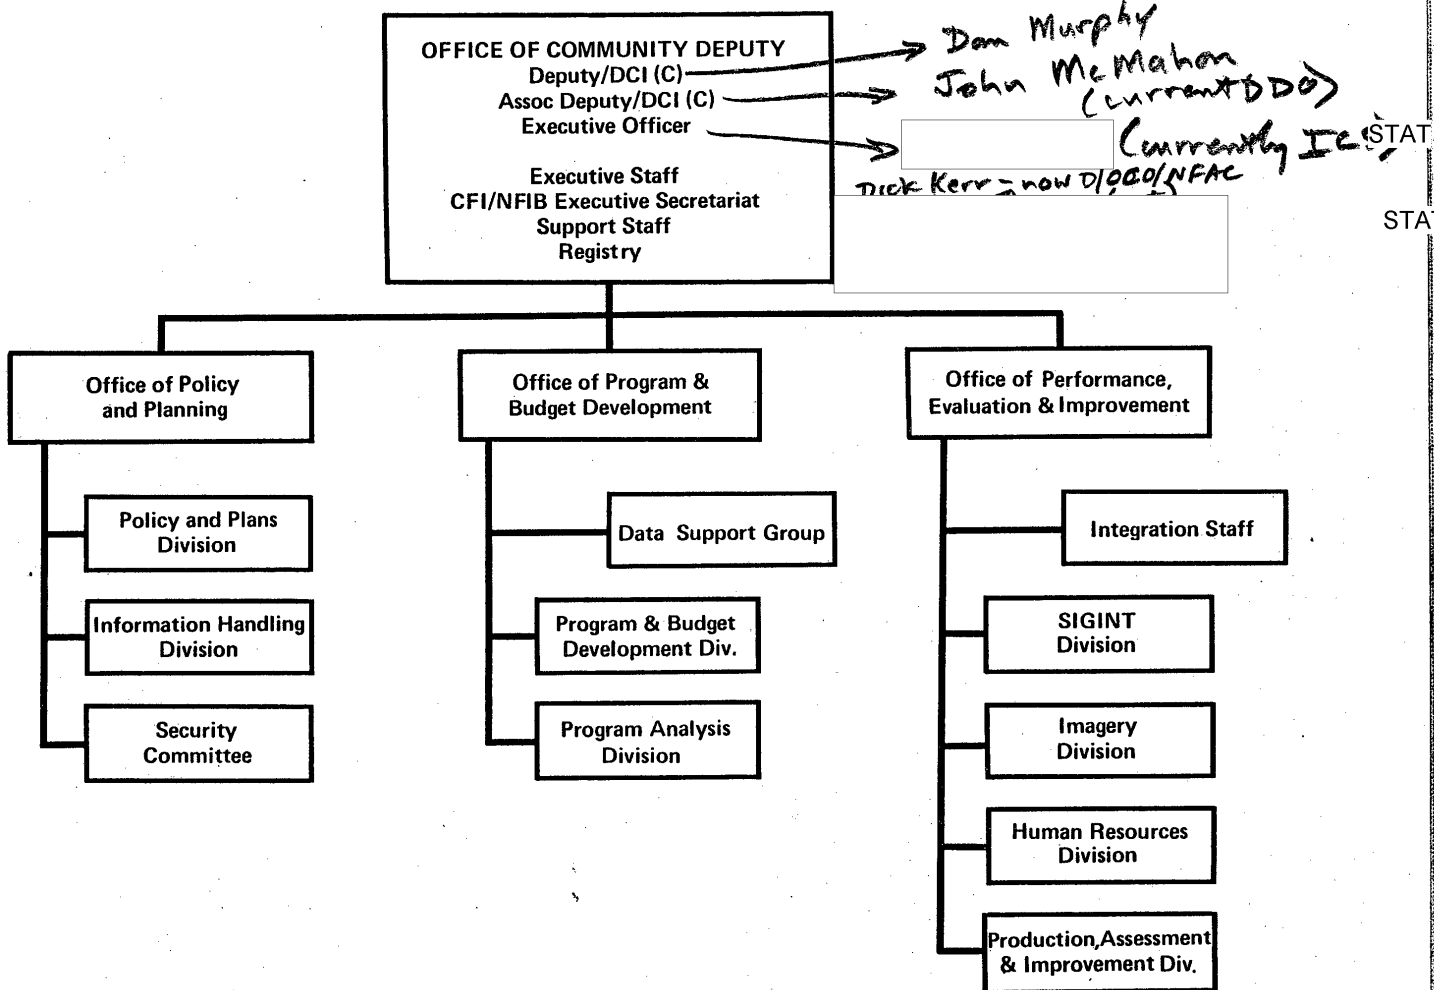 OFFICE OF COMMUNITY DEPUTY
Deputy/DCI (C)
Assoc Deputy/DCI (C)
Executive Officer
Executive Staff
CFI/NFIB Executive Secretariat
Support Staff
Registry
Dan Murphy
John McMahon
(current DDO)
(currently
STAT
Dick Kerr - now D/OCO/NFAC
STA
Office of Policy
and Planning
Policy and Plans
Division
Information Handling
Division
Security
Committee
Office of Program &
Budget Development
Data Support Group
Program & Budget
Development Div.
Program Analysis
Division
Office of Performance,
Evaluation & Improvement
Integration Staff
SIGINT
Division
Imagery
Division
Human Resources
Division
Production, Assessment
& Improvement Div.